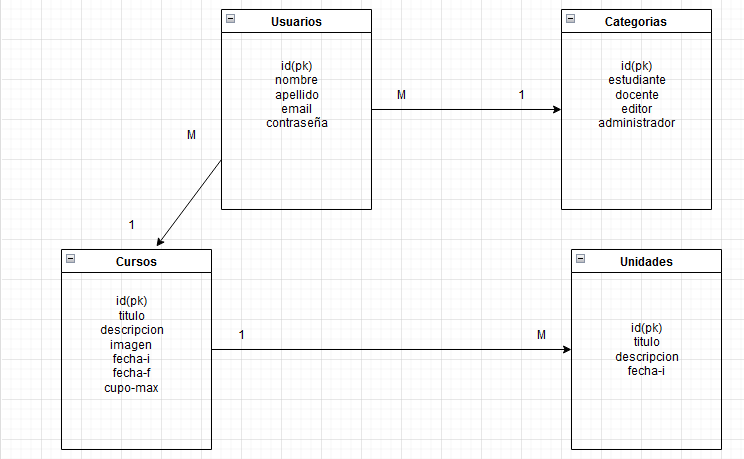 Usuarios
id(pk)
nombre
apellido
email
contraseña
Categorias
id(pk)
estudiante
docente
editor
administrador
M
1
M
1
Cursos
id(pk)
titulo
descripcion
imagen
fecha-i
fecha-f
cupo-max
1
M
Unidades
id(pk)
titulo
descripcion
fecha-i